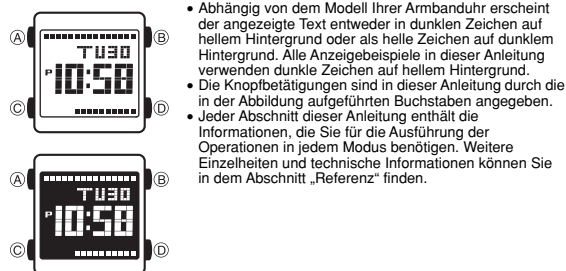 • Abhängig von dem Modell Ihrer Armbanduhr erscheint
der angezeigte Text entweder in dunklen Zeichen auf
hellem Hintergrund oder als helle Zeichen auf dunklem
Hintergrund. Alle Anzeigebeispiele in dieser Anleitung
verwenden dunkle Zeichen auf hellem Hintergrund.
• Die Knopfbetätigungen sind in dieser Anleitung durch die
in der Abbildung aufgeführten Buchstaben angegeben.
• Jeder Abschnitt dieser Anleitung enthält die
Informationen, die Sie für die Ausführung der
Operationen in jedem Modus benötigen. Weitere
Einzelheiten und technische Informationen können Sie
in dem Abschnitt „Referenz“ finden.
A B
TU30
P 10:58
C D
A B
TU30
P 10:58
C D